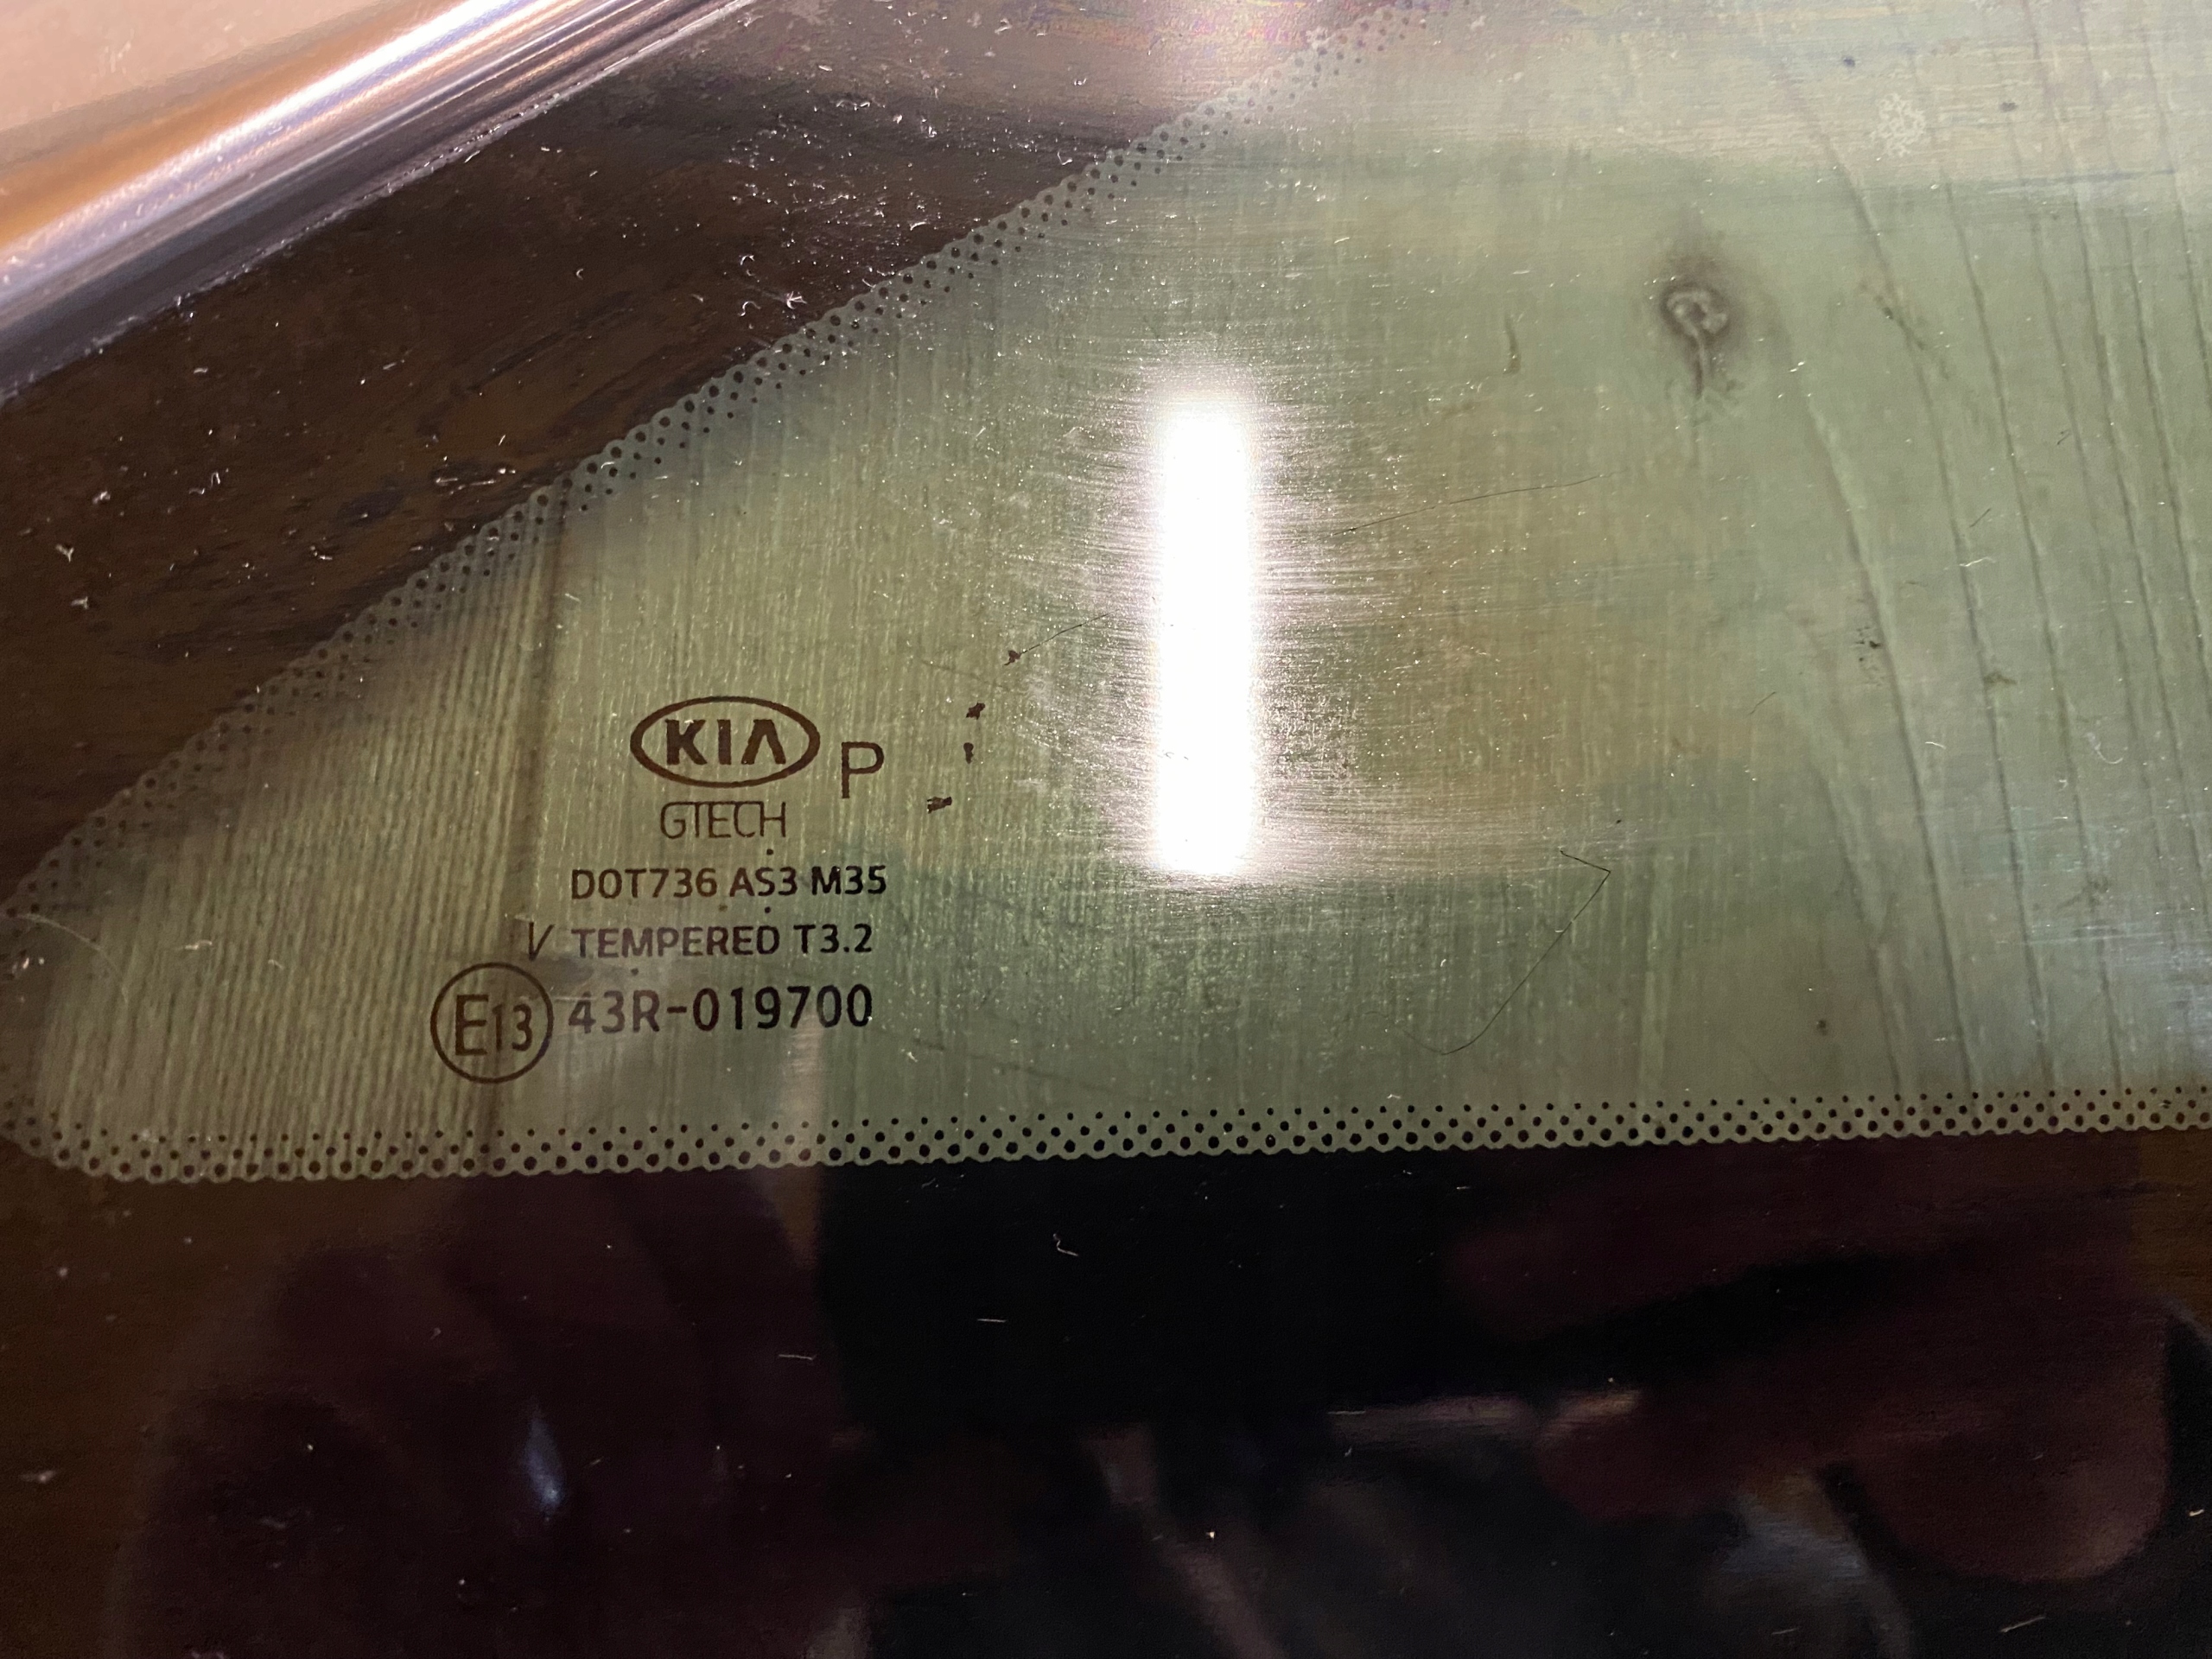 KIA P
GTECH
DOT736 AS3 M35
V TEMPERED T3.2
E13 43R-019700